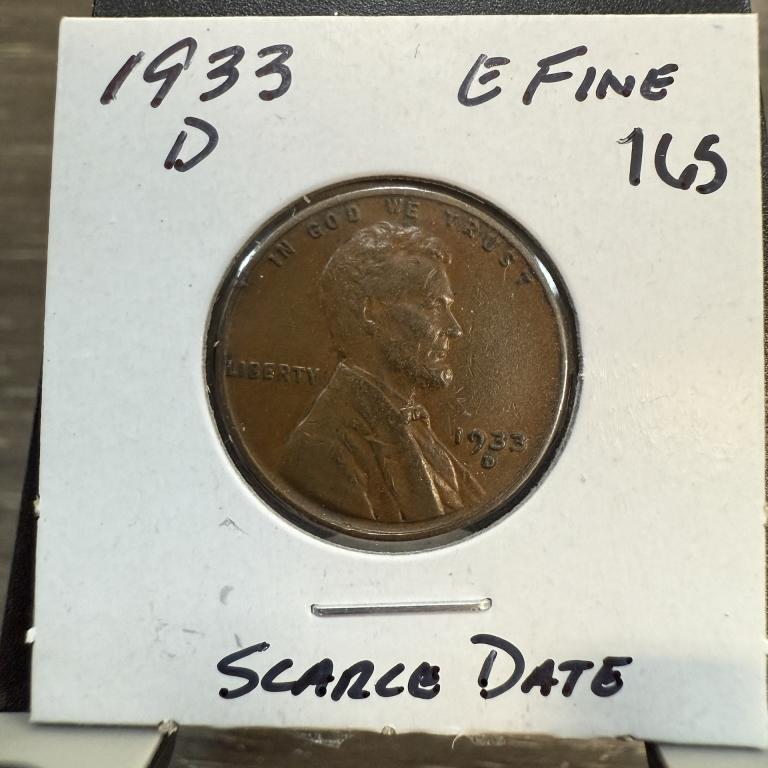 1933 E FINE
D 165
IN GOD WE TRUST
LIBERTY
1933
D
SCARCE DATE